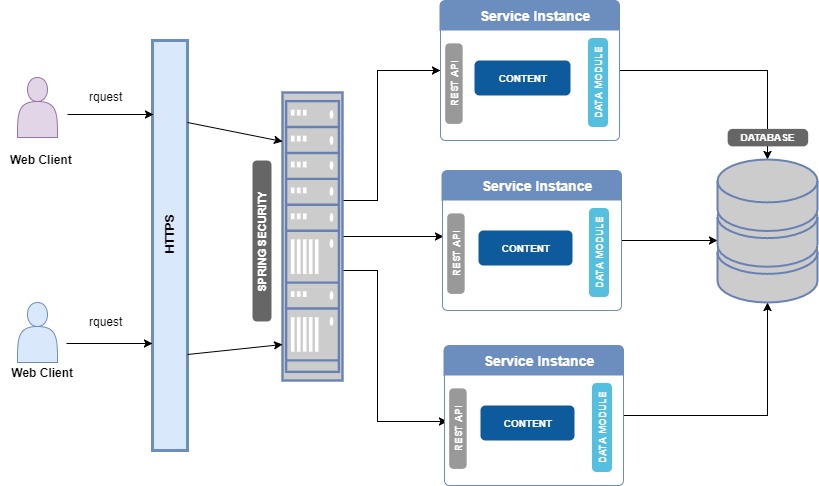 rquest
Web Client
rquest
Web Client
HTTPS
SPRING SECURITY
Service Instance
REST API
CONTENT
DATA MODULE
Service Instance
REST API
CONTENT
DATA MODULE
Service Instance
REST API
CONTENT
DATA MODULE
DATABASE